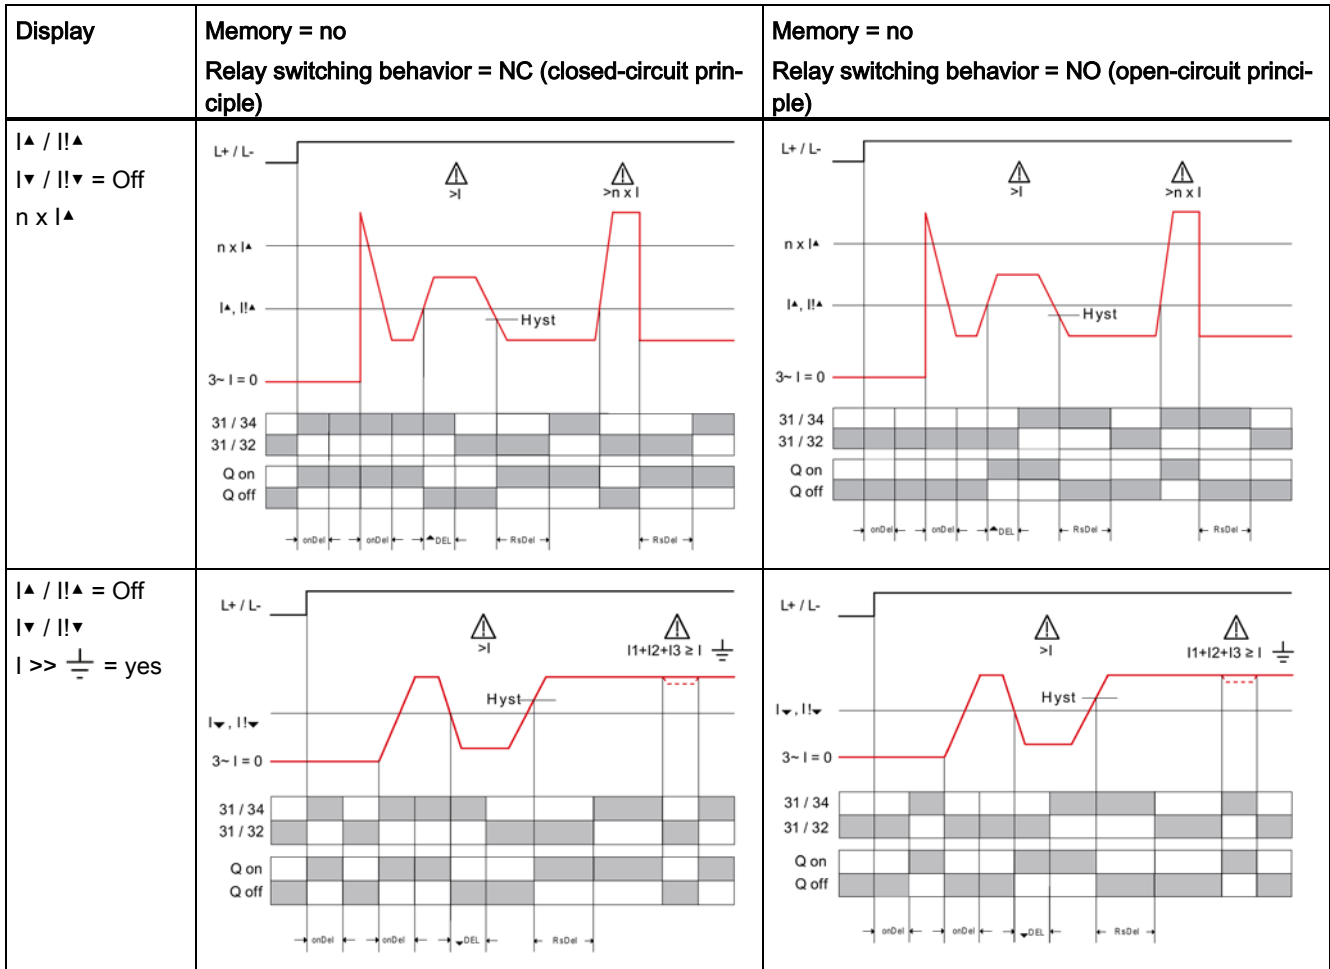 Display
Memory = no
Relay switching behavior = NC (closed-circuit prin-
ciple)
Memory = no
Relay switching behavior = NO (open-circuit princi-
ple)
I▲ / I!▲
I▼ / I!▼ = Off
n x I▲
L+ / L-
>I
>n x I
n x I▲
I▲, I!▲
Hyst
3~ I = 0
31 / 34
31 / 32
Q on
Q off
onDel
onDel
▲DEL
RsDel
RsDel
L+ / L-
>I
>n x I
n x I▲
I▲, I!▲
Hyst
3~ I = 0
31 / 34
31 / 32
Q on
Q off
onDel
onDel
▲DEL
RsDel
RsDel
I▲ / I!▲ = Off
I▼ / I!▼
I >> ⏚ = yes
L+ / L-
>I
I1+I2+I3 ≥ I ⏚
Hyst
I▼, I!▼
3~ I = 0
31 / 34
31 / 32
Q on
Q off
onDel
onDel
▼DEL
RsDel
L+ / L-
>I
I1+I2+I3 ≥ I ⏚
Hyst
I▼, I!▼
3~ I = 0
31 / 34
31 / 32
Q on
Q off
onDel
onDel
▼DEL
RsDel